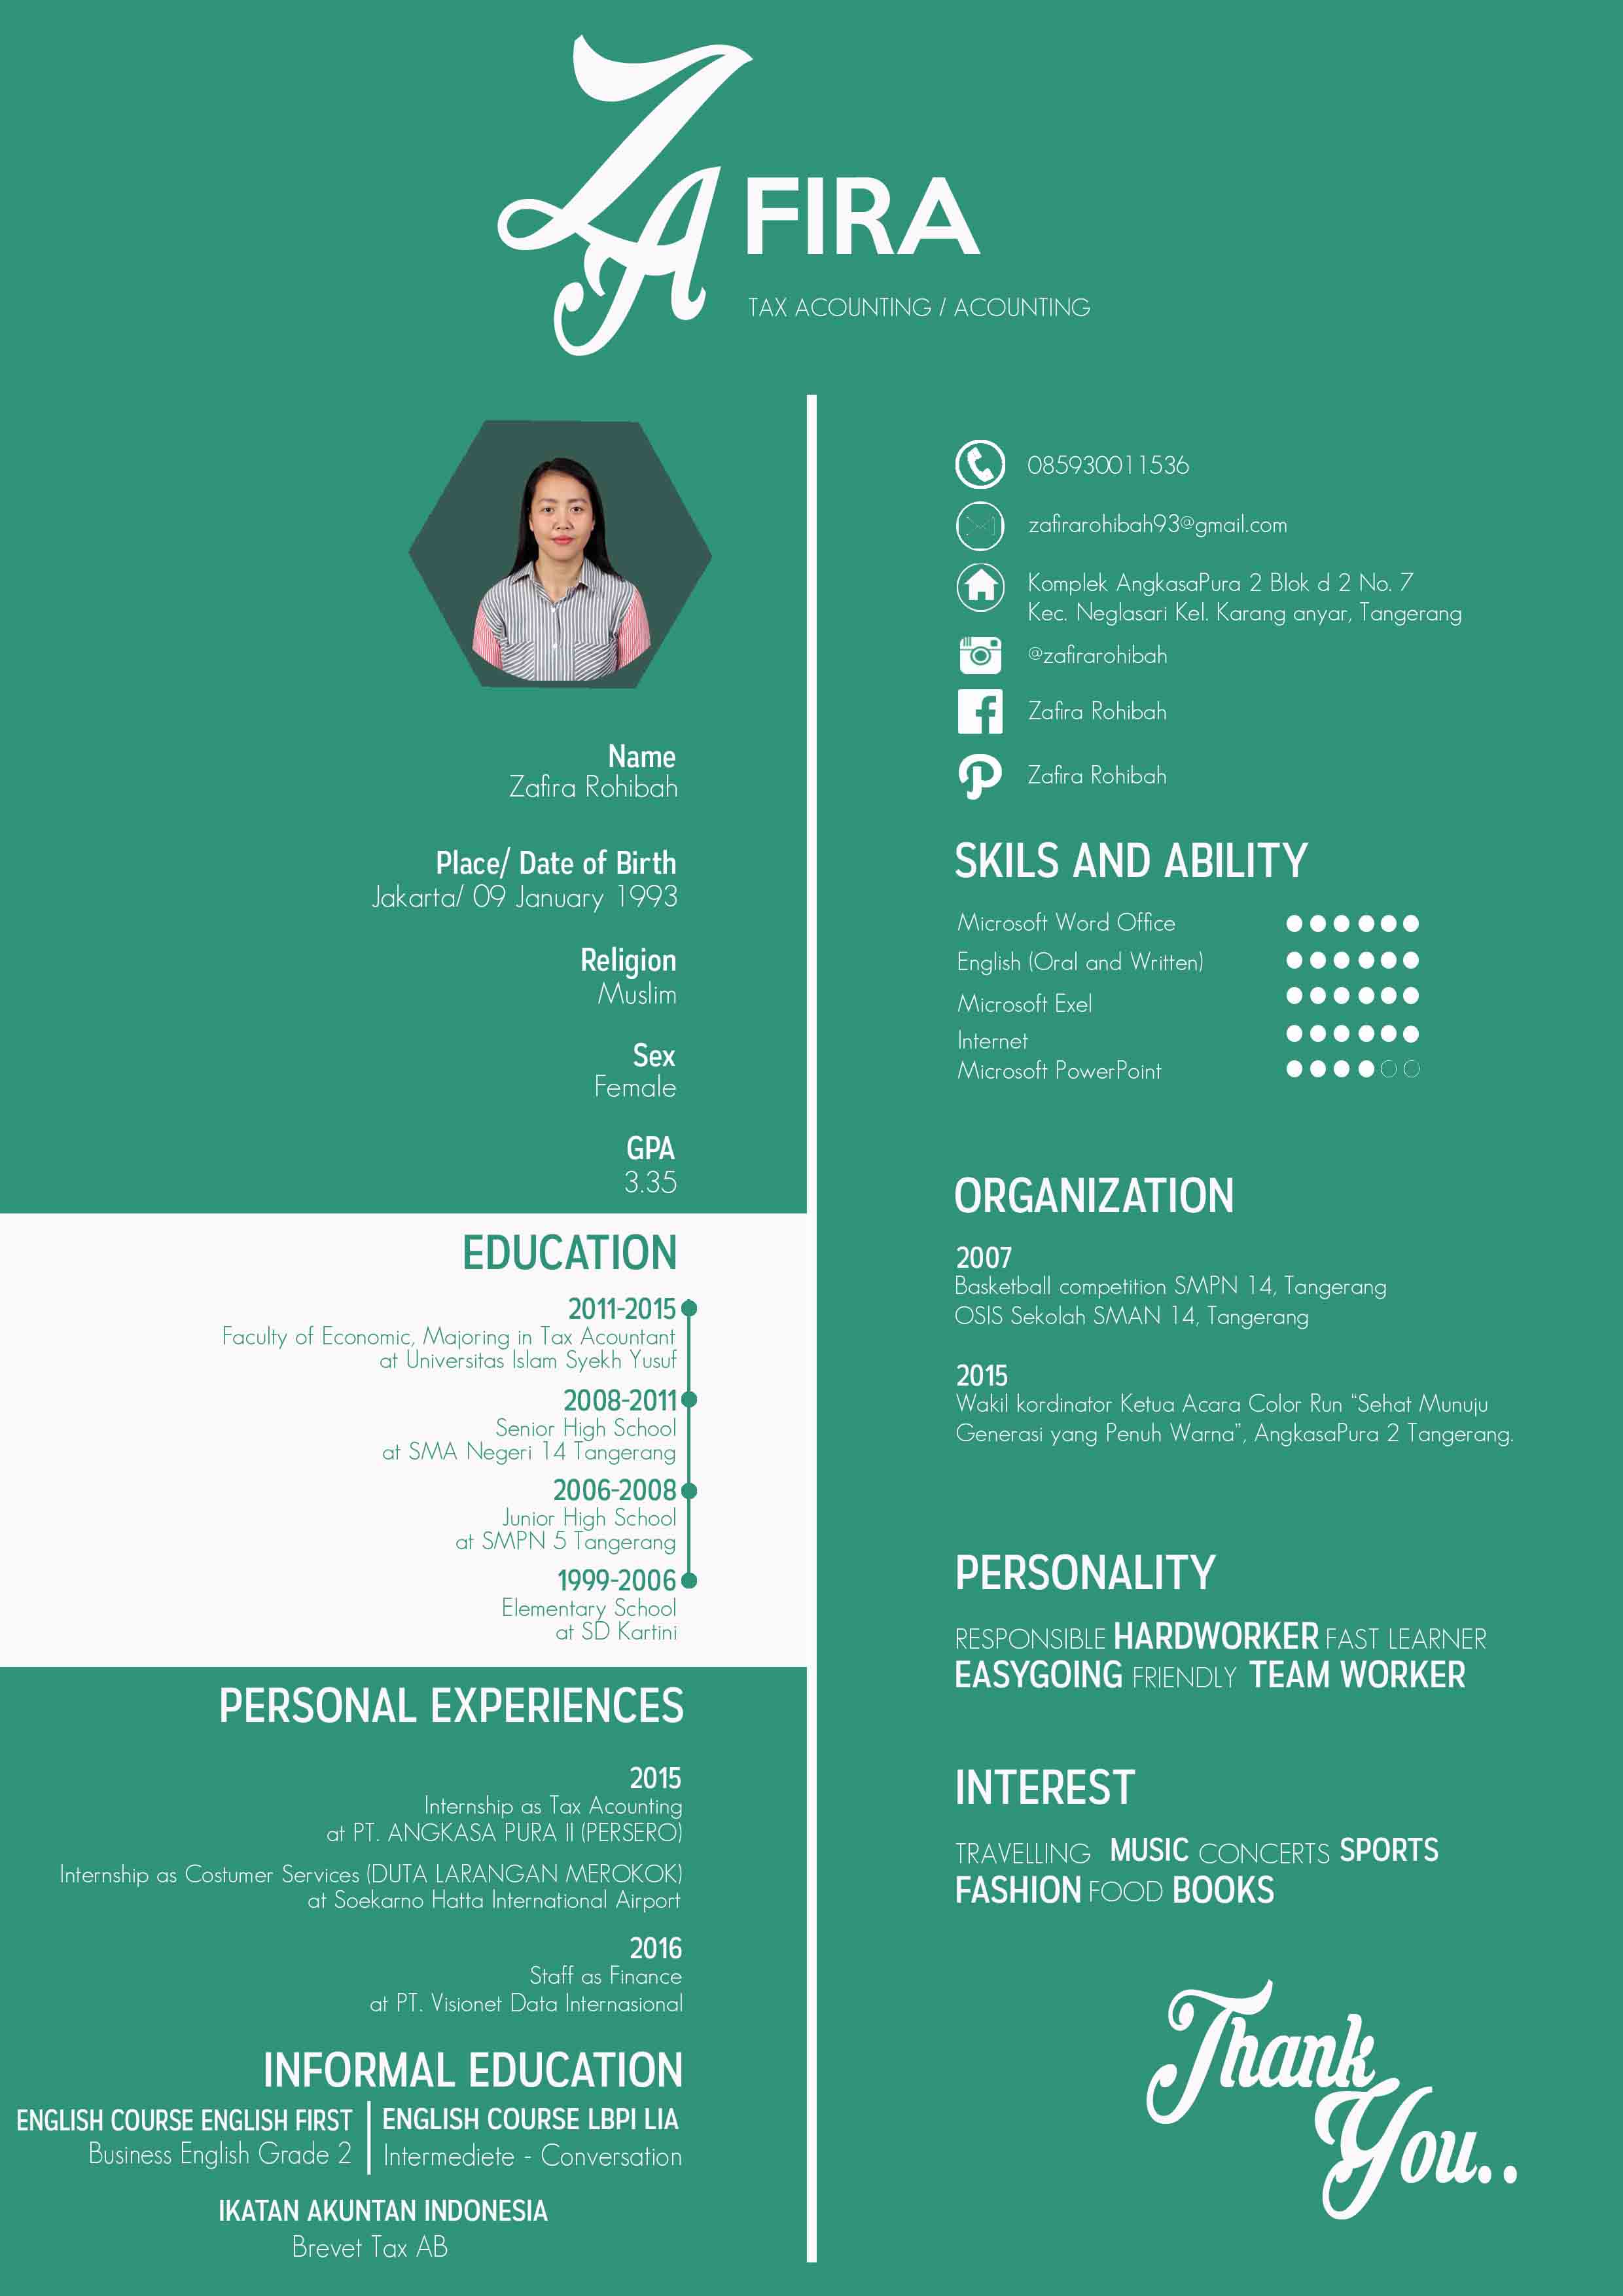 ZAFIRA
TAX ACOUNTING / ACOUNTING
Name
Zafira Rohibah
Place/ Date of Birth
Jakarta/ 09 January 1993
Religion
Muslim
Sex
Female
GPA
3.35
EDUCATION
2011-2015
Faculty of Economic, Majoring in Tax Acountant
at Universitas Islam Syekh Yusuf
2008-2011
Senior High School
at SMA Negeri 14 Tangerang
2006-2008
Junior High School
at SMPN 5 Tangerang
1999-2006
Elementary School
at SD Kartini
PERSONAL EXPERIENCES
2015
Internship as Tax Acounting
at PT. ANGKASA PURA II (PERSERO)
Internship as Costumer Services (DUTA LARANGAN MEROKOK)
at Soekarno Hatta International Airport
2016
Staff as Finance
at PT. Visionet Data Internasional
INFORMAL EDUCATION
ENGLISH COURSE ENGLISH FIRST
Business English Grade 2
ENGLISH COURSE LBPI LIA
Intermediete - Conversation
IKATAN AKUNTAN INDONESIA
Brevet Tax AB
085930011536
zafirarohibah93@gmail.com
Komplek AngkasaPura 2 Blok d 2 No. 7
Kec. Neglasari Kel. Karang anyar, Tangerang
@zafirarohibah
Zafira Rohibah
Zafira Rohibah
SKILS AND ABILITY
Microsoft Word Office
English (Oral and Written)
Microsoft Exel
Internet
Microsoft PowerPoint
ORGANIZATION
2007
Basketball competition SMPN 14, Tangerang
OSIS Sekolah SMAN 14, Tangerang
2015
Wakil kordinator Ketua Acara Color Run “Sehat Munuju
Generasi yang Penuh Warna”, AngkasaPura 2 Tangerang.
PERSONALITY
RESPONSIBLE HARDWORKER FAST LEARNER
EASYGOING FRIENDLY TEAM WORKER
INTEREST
TRAVELLING MUSIC CONCERTS SPORTS
FASHION FOOD BOOKS
Thank
You..